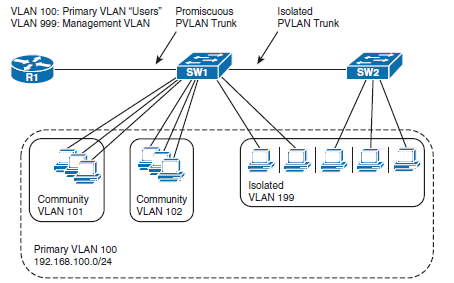 VLAN 100: Primary VLAN “Users”
VLAN 999: Management VLAN
Promiscuous
PVLAN Trunk
Isolated
PVLAN Trunk
R1
SW1
SW2
Community
VLAN 101
Community
VLAN 102
Isolated
VLAN 199
Primary VLAN 100
192.168.100.0/24